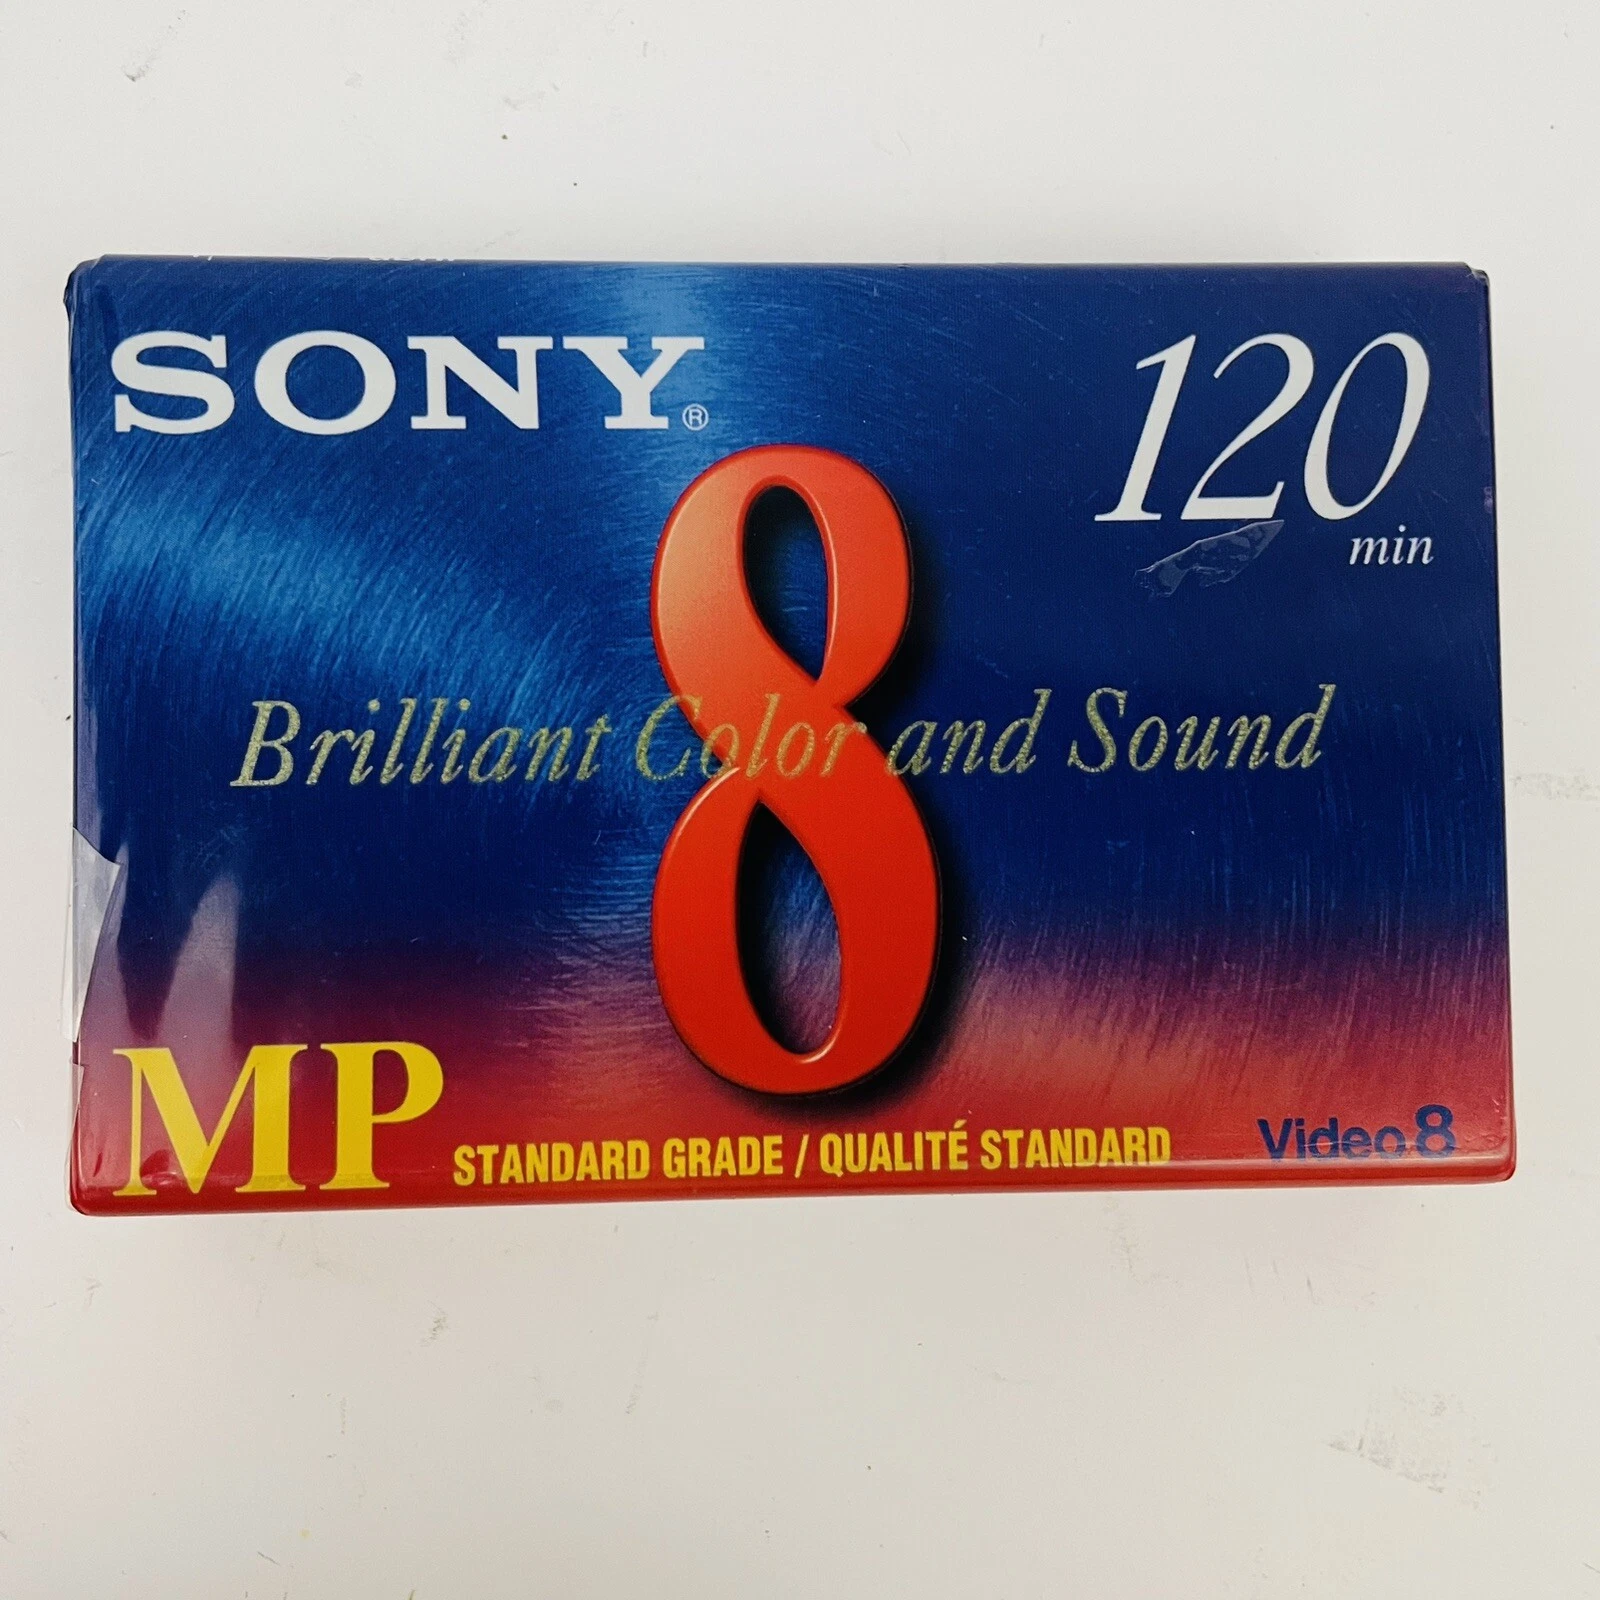 SONY®
120
min
8
Brilliant Color and Sound
MP
STANDARD GRADE / QUALITÉ STANDARD
Video 8